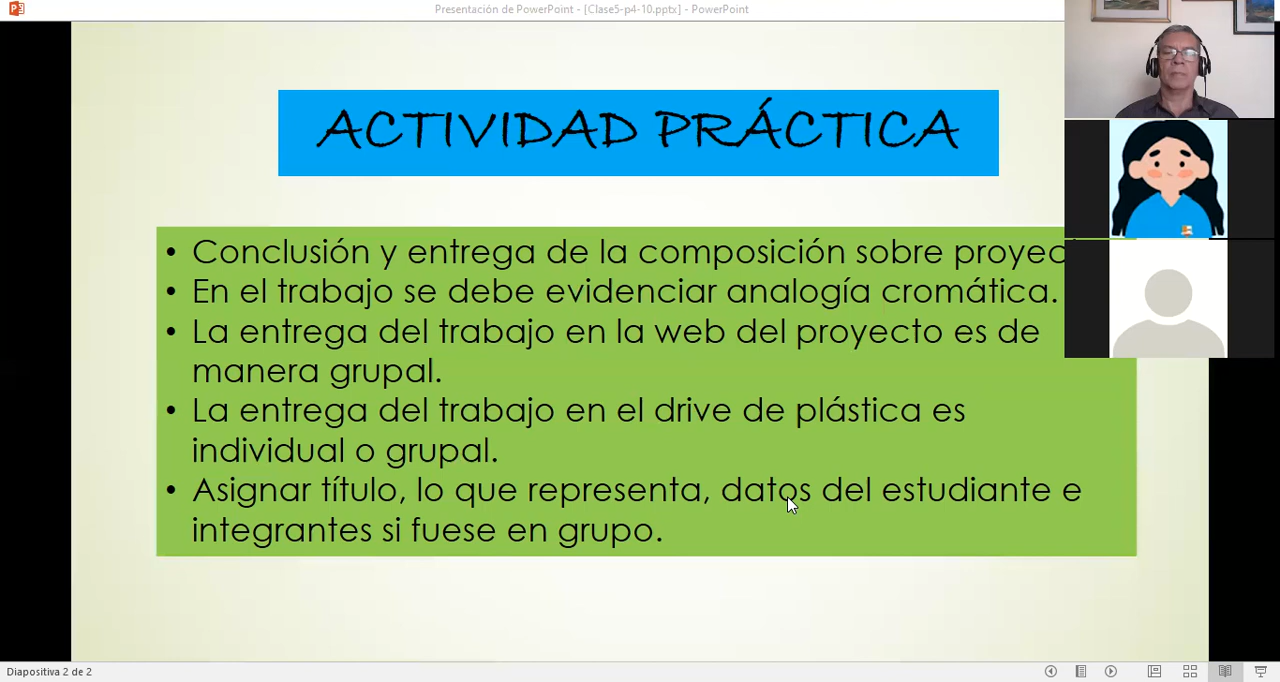 Presentación de PowerPoint - [Clase5-p4-10.pptx] - PowerPoint
ACTIVIDAD PRÁCTICA
• Conclusión y entrega de la composición sobre
• En el trabajo se debe evidenciar analogía cromática.
• La entrega del trabajo en la web del proyecto es de
manera grupal.
• La entrega del trabajo en el drive de plástica es
individual o grupal.
• Asignar título, lo que representa, datos del estudiante e
integrantes si fuese en grupo.
Diapositiva 2 de 2